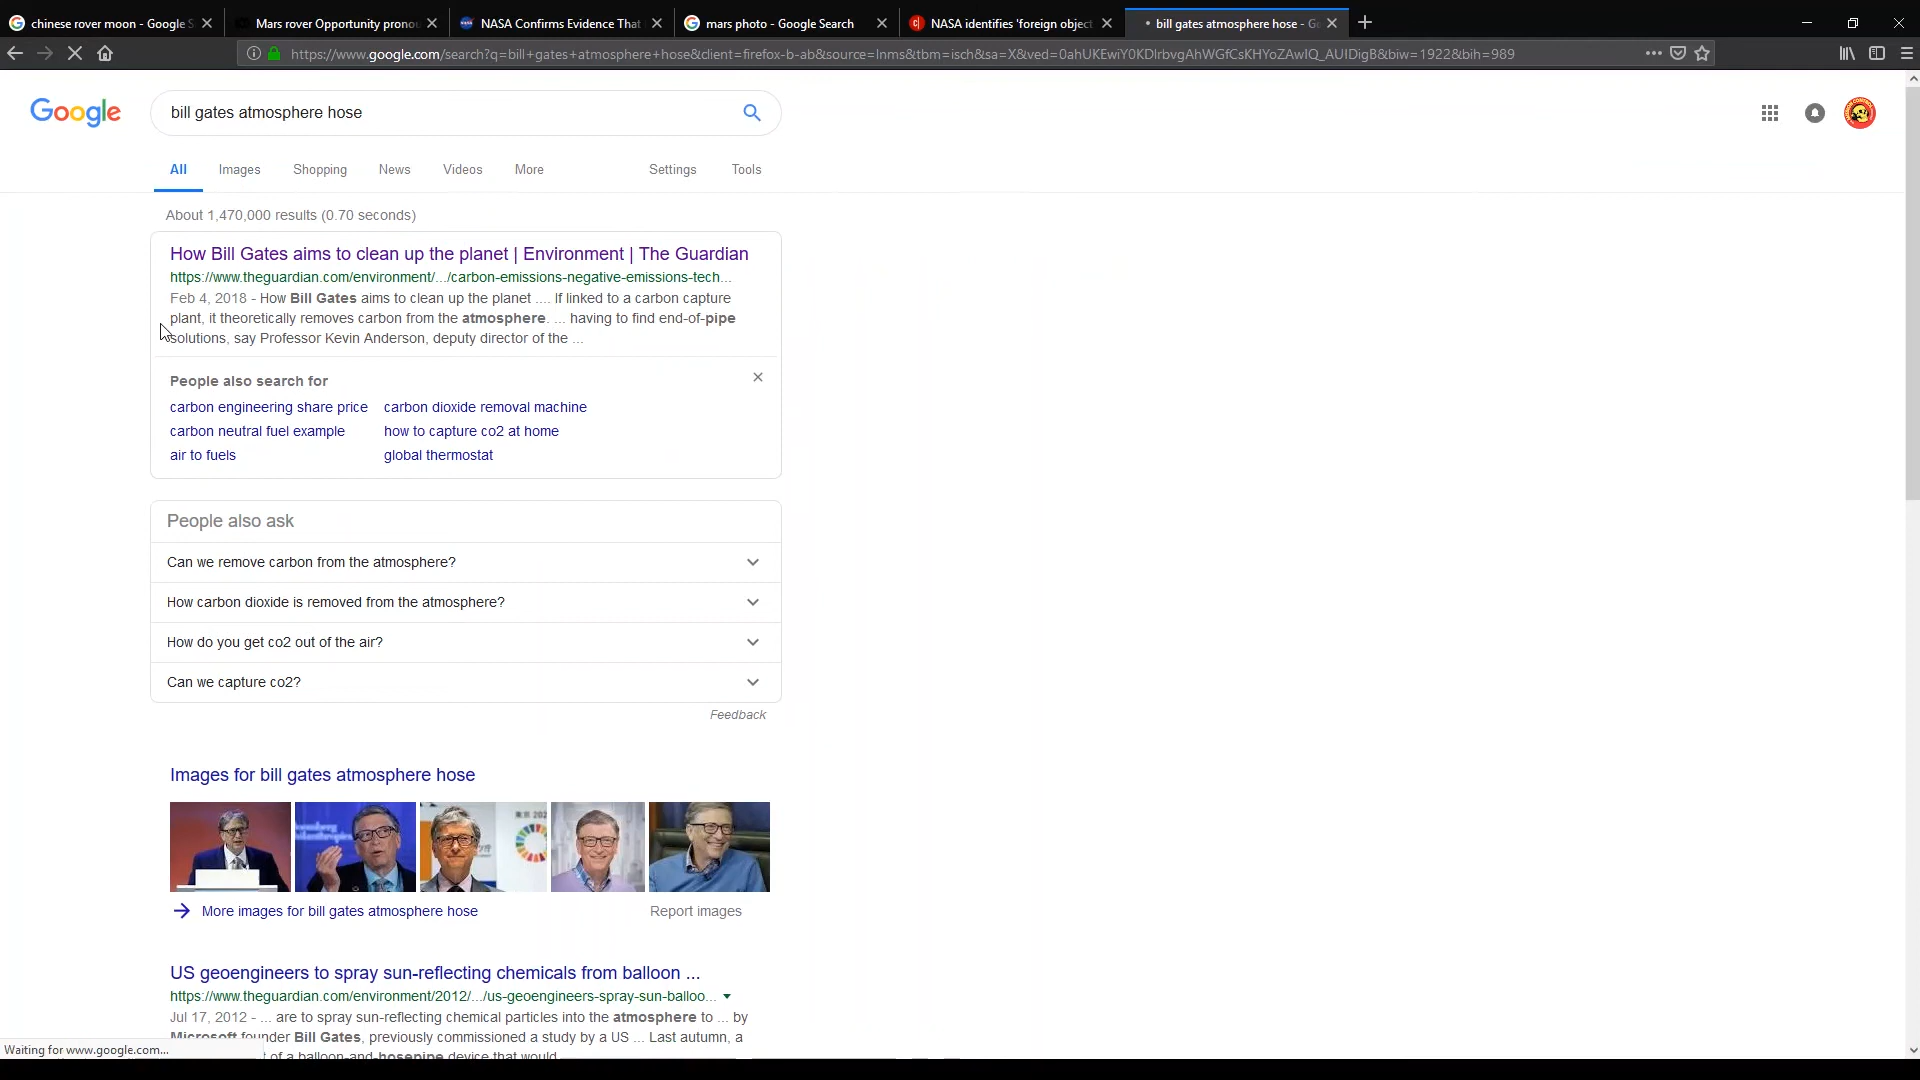 chinese rover moon - Google S
Mars rover Opportunity pronou
NASA Confirms Evidence That
mars photo - Google Search
NASA identifies 'foreign object
bill gates atmosphere hose - Go
https://www.google.com/search?q=bill+gates+atmosphere+hose&client=firefox-b-ab&source=lnms&tbm=isch&sa=X&ved=0ahUKEwiY0KDlrbvgAhWGfCsKHYoZAwIQ_AUIDigB&biw=1922&bih=989
Google
bill gates atmosphere hose
All Images Shopping News Videos More Settings Tools
About 1,470,000 results (0.70 seconds)
How Bill Gates aims to clean up the planet | Environment | The Guardian
https://www.theguardian.com/environment/.../carbon-emissions-negative-emissions-tech...
Feb 4, 2018 - How Bill Gates aims to clean up the planet .... If linked to a carbon capture
plant, it theoretically removes carbon from the atmosphere. ... having to find end-of-pipe
solutions, say Professor Kevin Anderson, deputy director of the ...
People also search for
carbon engineering share price carbon dioxide removal machine
carbon neutral fuel example how to capture co2 at home
air to fuels global thermostat
People also ask
Can we remove carbon from the atmosphere?
How carbon dioxide is removed from the atmosphere?
How do you get co2 out of the air?
Can we capture co2?
Feedback
Images for bill gates atmosphere hose
More images for bill gates atmosphere hose Report images
US geoengineers to spray sun-reflecting chemicals from balloon ...
https://www.theguardian.com/environment/2012/.../us-geoengineers-spray-sun-balloo...
Jul 17, 2012 - ... are to spray sun-reflecting chemical particles into the atmosphere to ... by
Microsoft founder Bill Gates, previously commissioned a study by a US ... Last autumn, a
of a balloon-and-hosepipe device that would
Waiting for www.google.com...